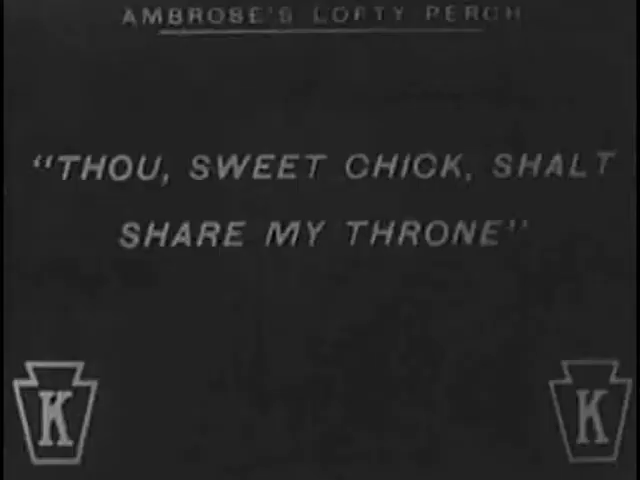 AMBROSE'S LOFTY PERCH
"THOU, SWEET CHICK, SHALT
SHARE MY THRONE"
K K